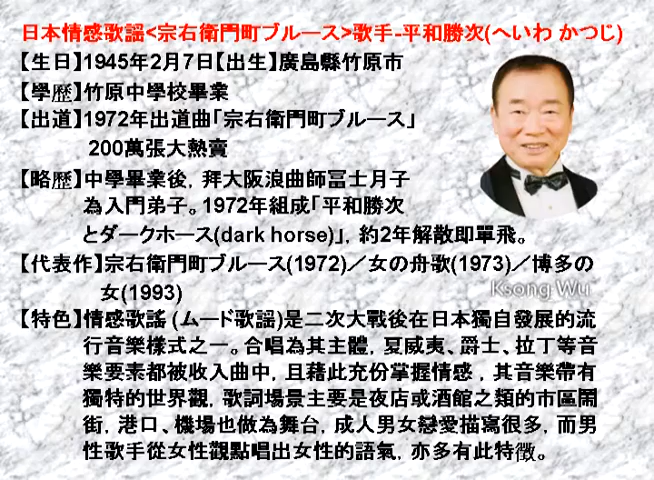 日本情感歌謡<宗右衛門町ブルース>歌手-平和勝次(へいわ かつじ)
【生日】1945年2月7日【出生】廣島縣竹原市
【學歷】竹原中學校畢業
【出道】1972年出道曲「宗右衛門町ブルース」
200萬張大熱賣
【略歷】中學畢業後, 拜大阪浪曲師冨士月子
為入門弟子。1972年組成「平和勝次
とダークホース(dark horse)」, 約2年解散即單飛。
【代表作】宗右衛門町ブルース(1972)／女の舟歌(1973)／博多の
女(1993)
Ksong Wu
【特色】情感歌謠 (ムード歌謡)是二次大戰後在日本獨自發展的流
行音樂樣式之一。合唱為其主體, 夏威夷、爵士、拉丁等音
樂要素都被收入曲中, 且藉此充份掌握情感 , 其音樂帶有
獨特的世界觀, 歌詞場景主要是夜店或酒館之類的市區鬧
街, 港口、機場也做為舞台, 成人男女戀愛描寫很多, 而男
性歌手從女性觀點唱出女性的語氣, 亦多有此特徵。